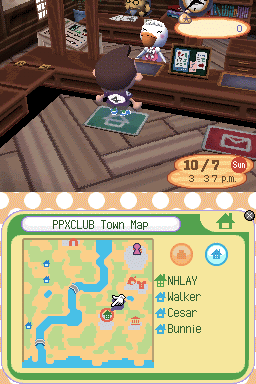 0
10/7 Sun
3 37 p.m.
PPXCLUB Town Map
NHLAY
Walker
Cesar
Bunnie